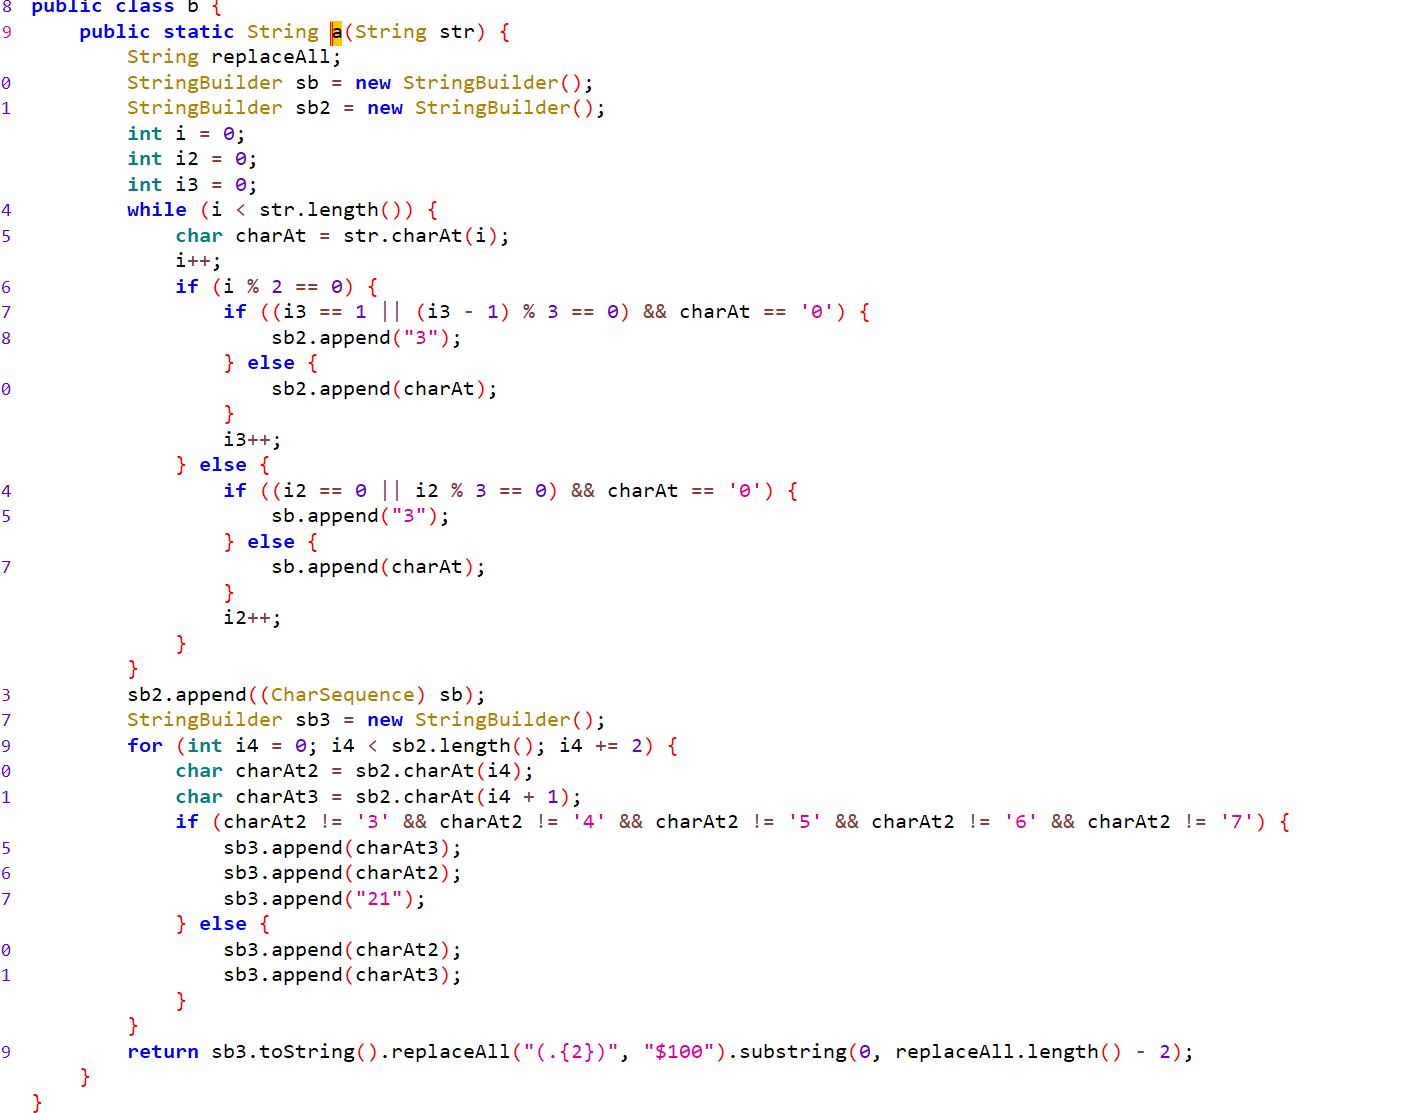 8 public class b {
9     public static String a(String str) {
        String replaceAll;
0         StringBuilder sb = new StringBuilder();
1         StringBuilder sb2 = new StringBuilder();
        int i = 0;
        int i2 = 0;
        int i3 = 0;
4         while (i < str.length()) {
5             char charAt = str.charAt(i);
            i++;
6             if (i % 2 == 0) {
7                 if ((i3 == 1 || (i3 - 1) % 3 == 0) && charAt == '0') {
8                     sb2.append("3");
                } else {
0                     sb2.append(charAt);
                }
                i3++;
            } else {
4                 if ((i2 == 0 || i2 % 3 == 0) && charAt == '0') {
5                     sb.append("3");
                } else {
7                     sb.append(charAt);
                }
                i2++;
            }
        }
3         sb2.append((CharSequence) sb);
7         StringBuilder sb3 = new StringBuilder();
9         for (int i4 = 0; i4 < sb2.length(); i4 += 2) {
0             char charAt2 = sb2.charAt(i4);
1             char charAt3 = sb2.charAt(i4 + 1);
            if (charAt2 != '3' && charAt2 != '4' && charAt2 != '5' && charAt2 != '6' && charAt2 != '7') {
5                 sb3.append(charAt3);
6                 sb3.append(charAt2);
7                 sb3.append("21");
            } else {
0                 sb3.append(charAt2);
1                 sb3.append(charAt3);
            }
        }
9         return sb3.toString().replaceAll("(.{2})", "$100").substring(0, replaceAll.length() - 2);
    }
}